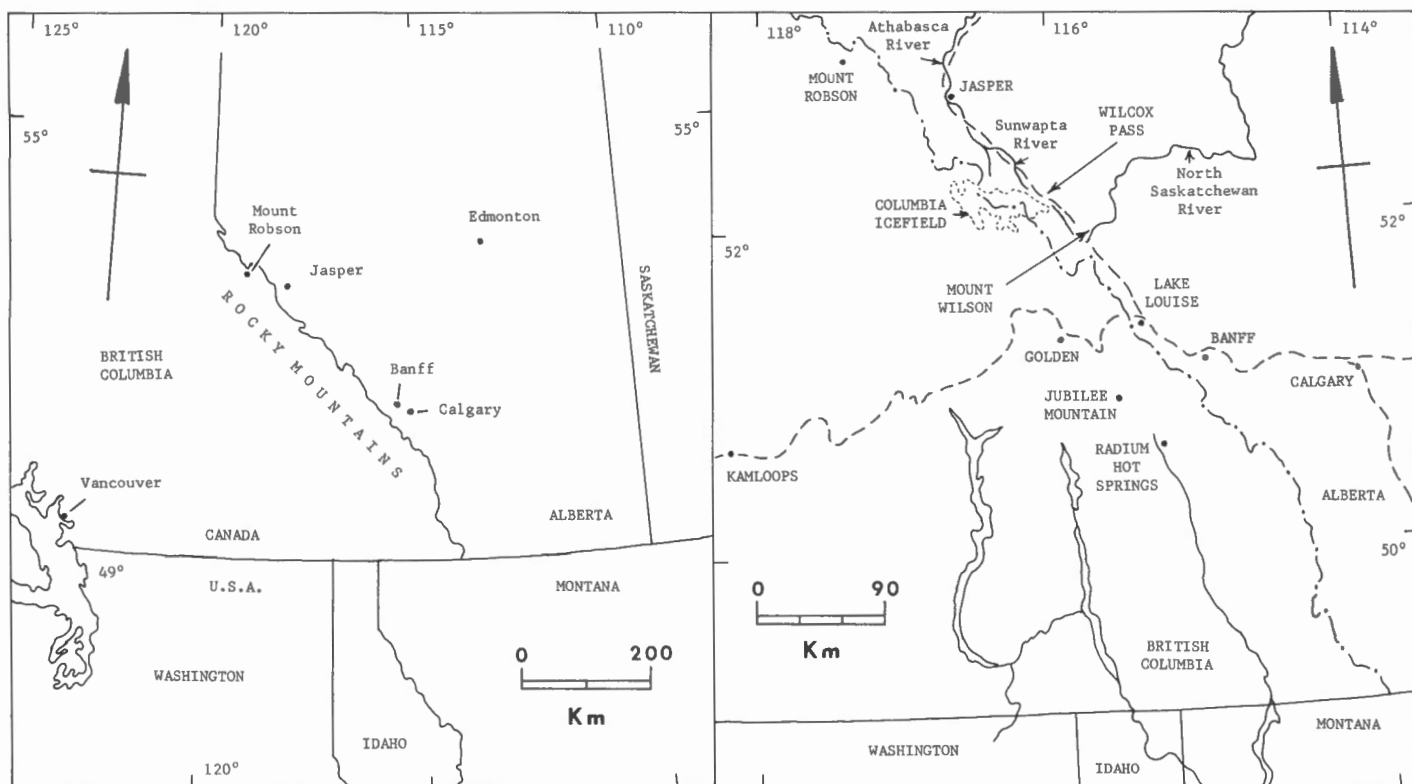 125°
120°
115°
110°
55°
55°
Mount
Robson
Edmonton
Jasper
ROCKY MOUNTAINS
SASKATCHEWAN
BRITISH
COLUMBIA
Banff
Calgary
Vancouver
CANADA
ALBERTA
49°
U.S.A.
MONTANA
0 200
Km
WASHINGTON
IDAHO
120°
118°
116°
114°
Athabasca
River
MOUNT
ROBSON
JASPER
WILCOX
PASS
Sunwapta
River
North
Saskatchewan
River
COLUMBIA
ICEFIELD
52°
52°
MOUNT
WILSON
LAKE
LOUISE
BANFF
GOLDEN
CALGARY
JUBILEE
MOUNTAIN
RADIUM
HOT
SPRINGS
KAMLOOPS
ALBERTA
50°
0 90
Km
BRITISH
COLUMBIA
MONTANA
WASHINGTON
IDAHO